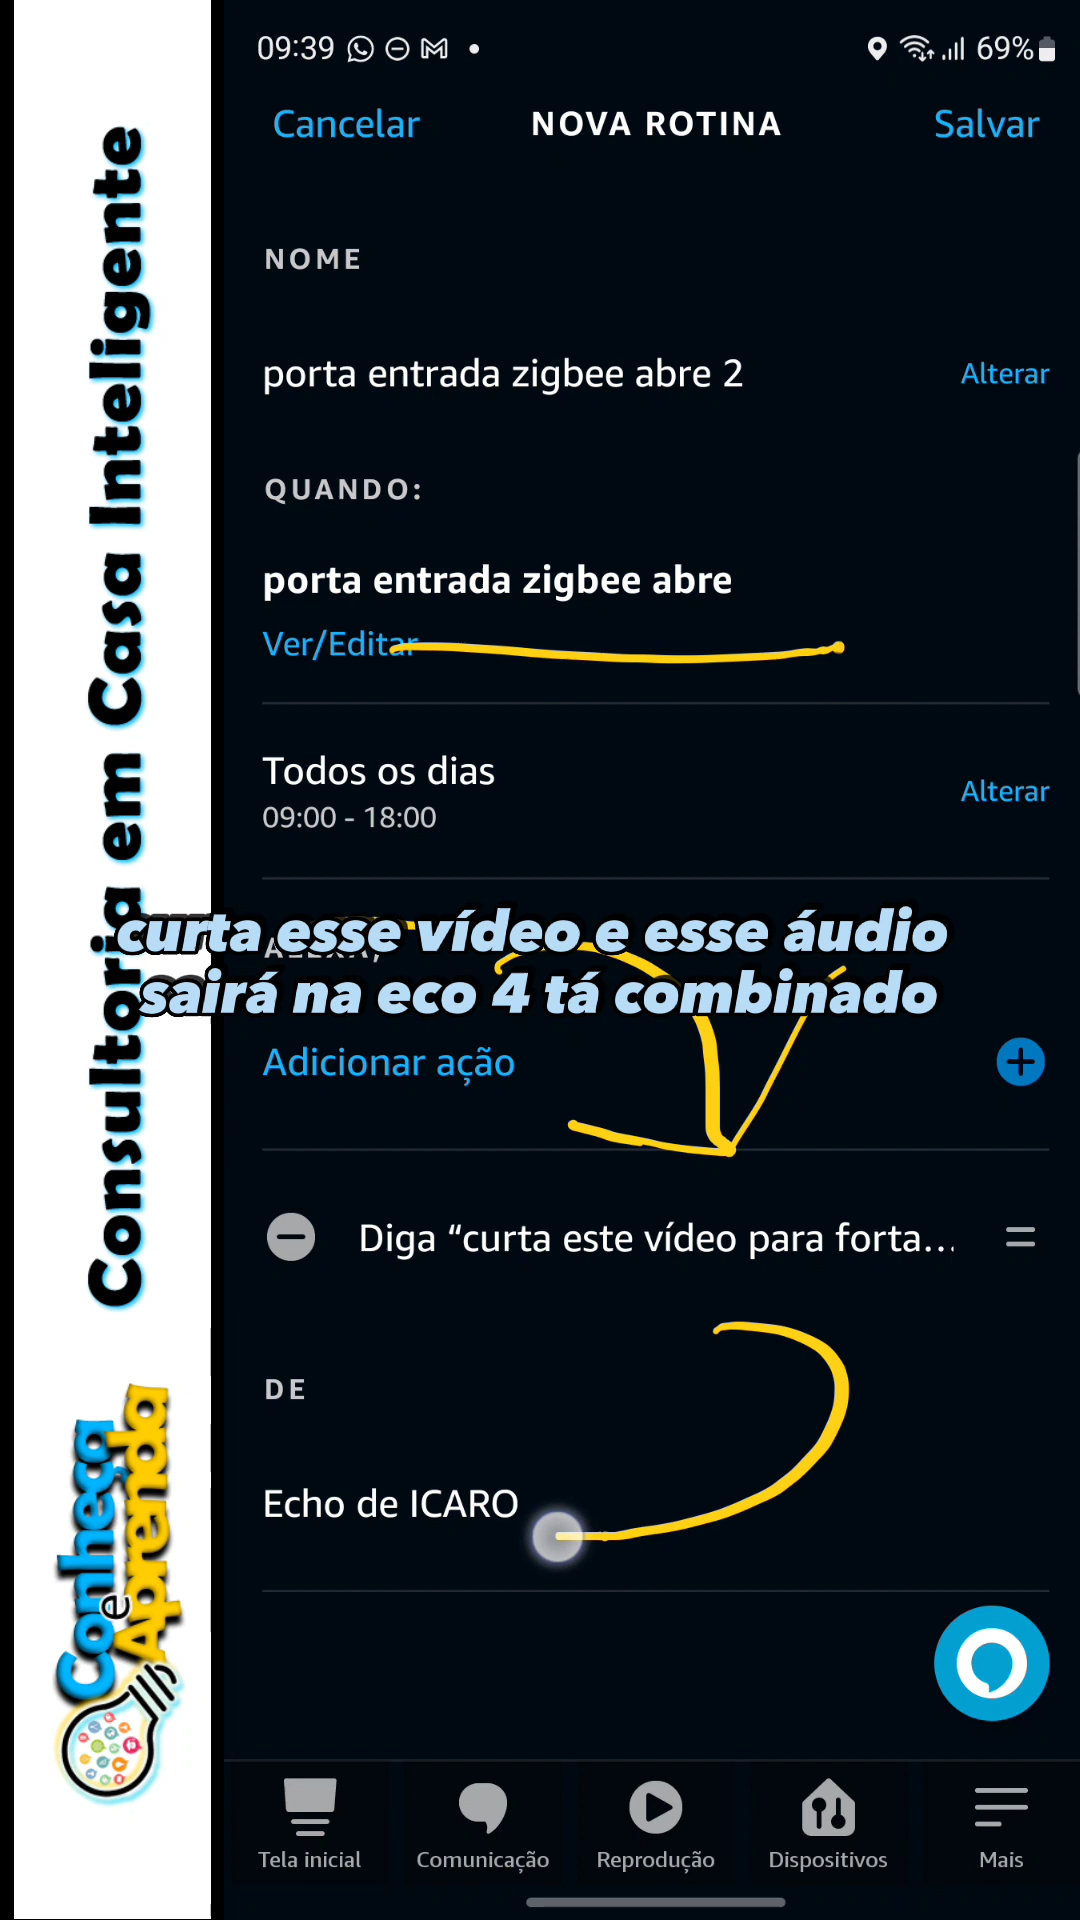 09:39
69%
Cancelar
NOVA ROTINA
Salvar
NOME
porta entrada zigbee abre 2
Alterar
QUANDO:
porta entrada zigbee abre
Ver/Editar
Todos os dias
09:00 - 18:00
Alterar
curta esse vídeo e esse áudio
sairá na eco 4 tá combinado
Adicionar ação
Diga “curta este vídeo para forta...
DE
Echo de ICARO
Tela inicial
Comunicação
Reprodução
Dispositivos
Mais
Consultoria em Casa Inteligente
Conheça
e
Aprenda